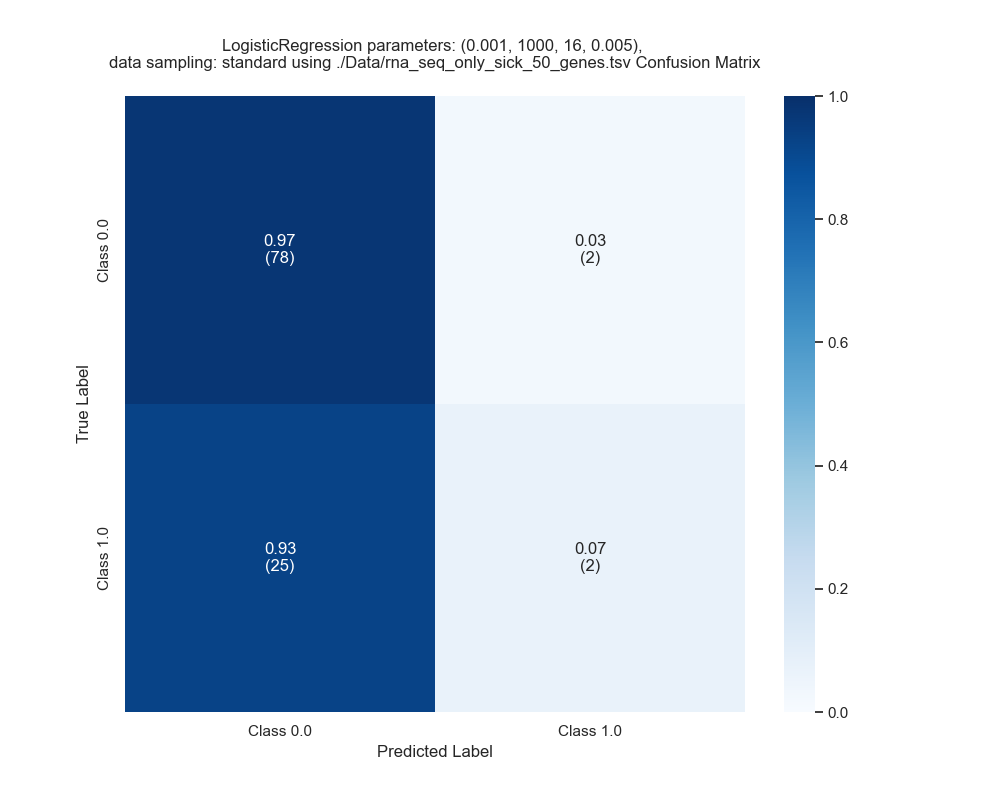 LogisticRegression parameters: (0.001, 1000, 16, 0.005),
data sampling: standard using ./Data/rna_seq_only_sick_50_genes.tsv Confusion Matrix
True Label
Class 0.0
0.97
(78)
0.03
(2)
Class 1.0
0.93
(25)
0.07
(2)
Class 0.0
Class 1.0
Predicted Label
1.0
0.8
0.6
0.4
0.2
0.0